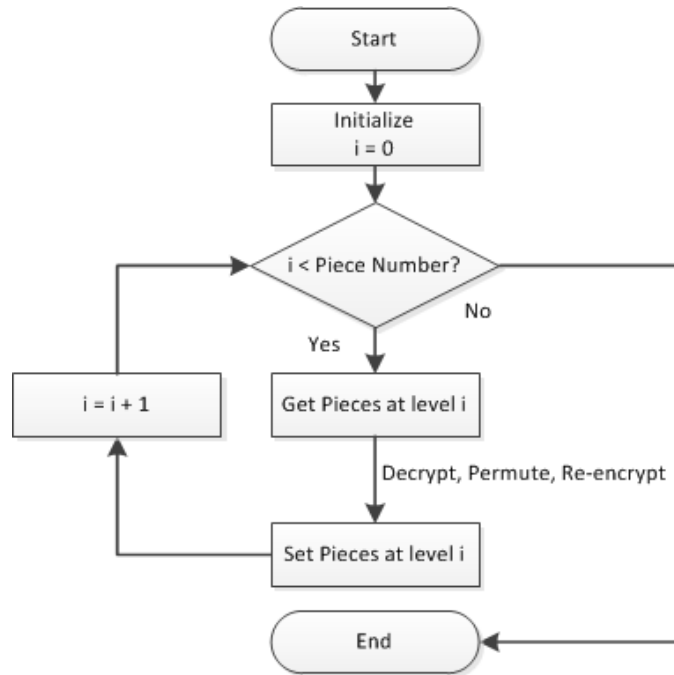 Start
Initialize
i = 0
i < Piece Number?
No
Yes
i = i + 1
Get Pieces at level i
Decrypt, Permute, Re-encrypt
Set Pieces at level i
End